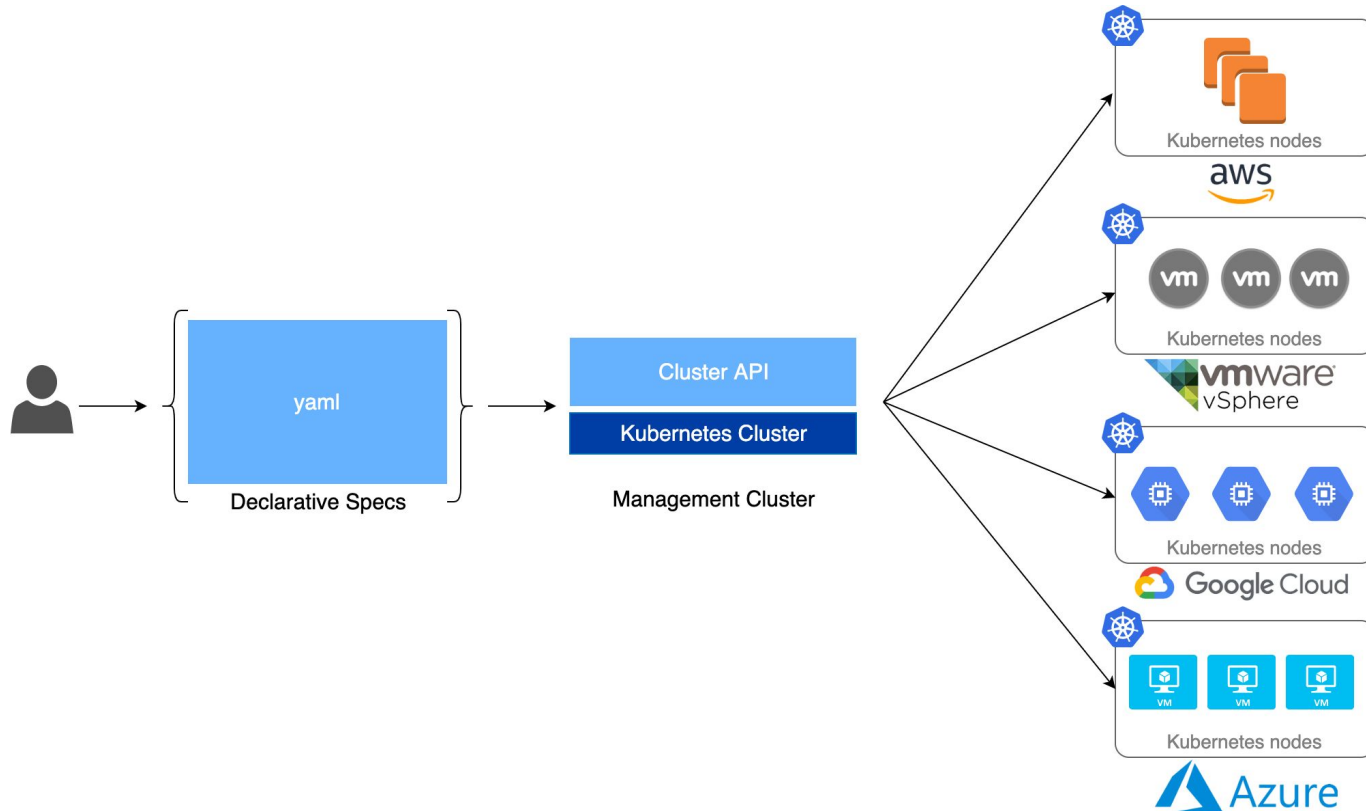 yaml
Declarative Specs
Cluster API
Kubernetes Cluster
Management Cluster
Kubernetes nodes
aws
vm vm vm
Kubernetes nodes
vmware
vSphere
Kubernetes nodes
Google Cloud
VM VM VM
Kubernetes nodes
Azure